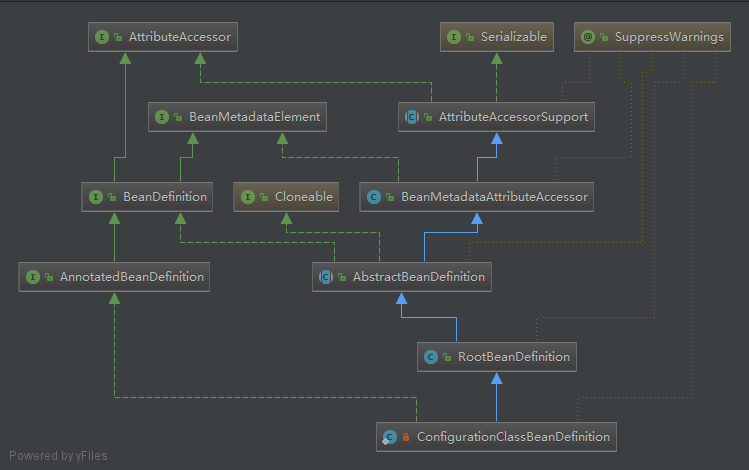 AttributeAccessor
Serializable
SuppressWarnings
BeanMetadataElement
AttributeAccessorSupport
BeanDefinition
Cloneable
BeanMetadataAttributeAccessor
AnnotatedBeanDefinition
AbstractBeanDefinition
RootBeanDefinition
ConfigurationClassBeanDefinition
Powered by yFiles